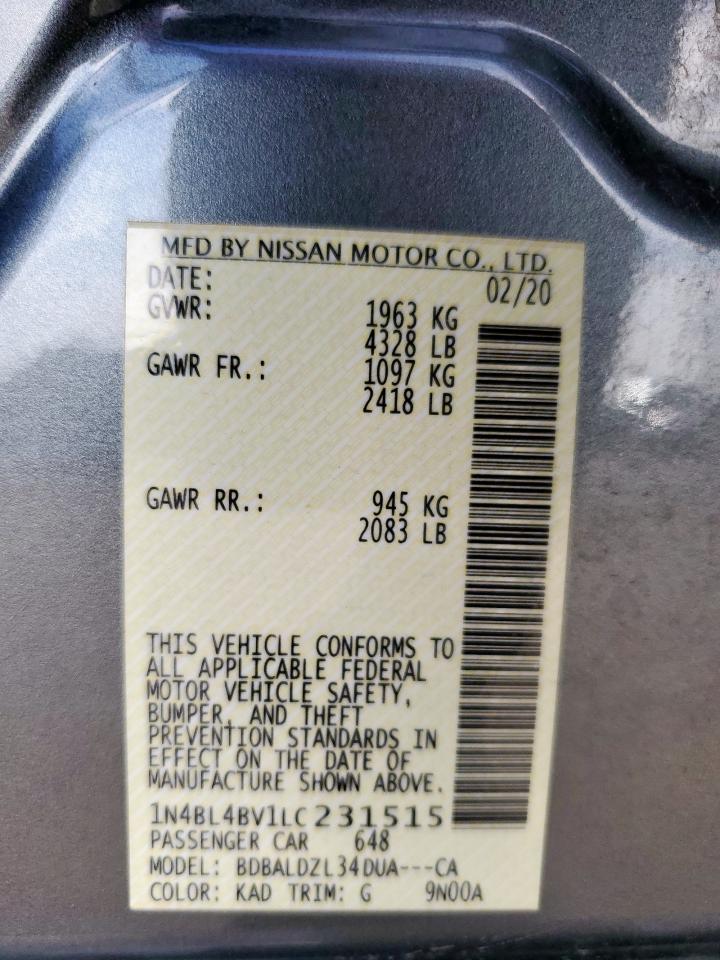 MFD BY NISSAN MOTOR CO., LTD.
DATE: 02/20
GVWR: 1963 KG
4328 LB
GAWR FR.: 1097 KG
2418 LB
GAWR RR.: 945 KG
2083 LB
THIS VEHICLE CONFORMS TO
ALL APPLICABLE FEDERAL
MOTOR VEHICLE SAFETY,
BUMPER, AND THEFT
PREVENTION STANDARDS IN
EFFECT ON THE DATE OF
MANUFACTURE SHOWN ABOVE.
1N4BL4BV1LC231515
PASSENGER CAR 648
MODEL: BDBALDZL34DUA---CA
COLOR: KAD TRIM: G 9N00A